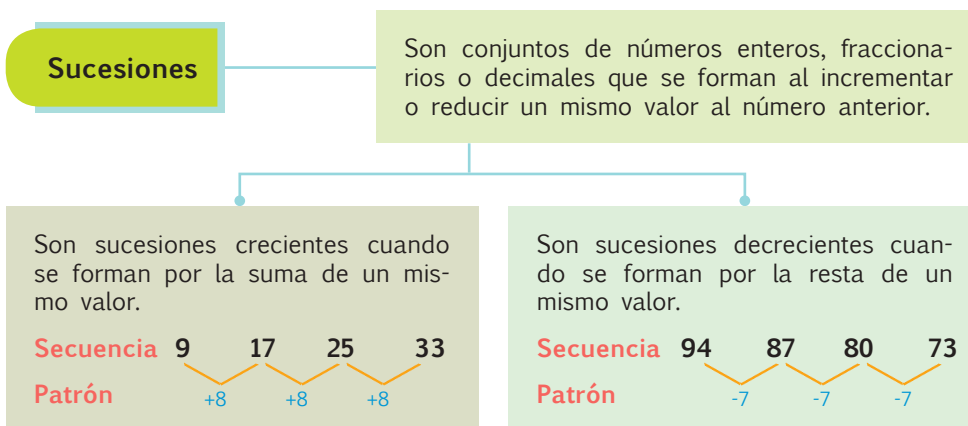 Sucesiones
Son conjuntos de números enteros, fracciona-
rios o decimales que se forman al incrementar
o reducir un mismo valor al número anterior.
Son sucesiones crecientes cuando
se forman por la suma de un mis-
mo valor.
Secuencia 9 17 25 33
Patrón +8 +8 +8
Son sucesiones decrecientes cuan-
do se forman por la resta de un
mismo valor.
Secuencia 94 87 80 73
Patrón -7 -7 -7